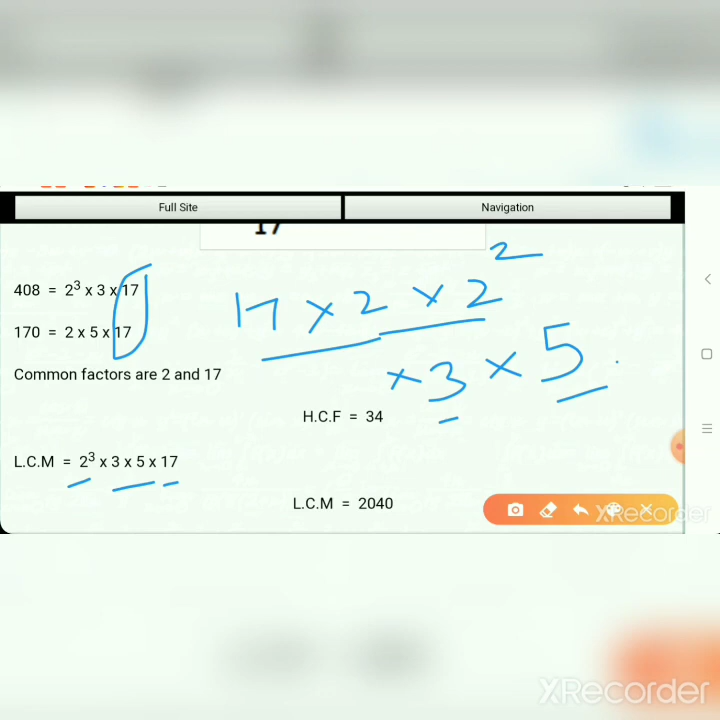 Full Site
Navigation
17
408 = 2³ x 3 x 17
170 = 2 x 5 x 17
17 × 2 × 2²
× 3 × 5
Common factors are 2 and 17
H.C.F = 34
L.C.M = 2³ x 3 x 5 x 17
L.C.M = 2040
XRecorder
XRecorder